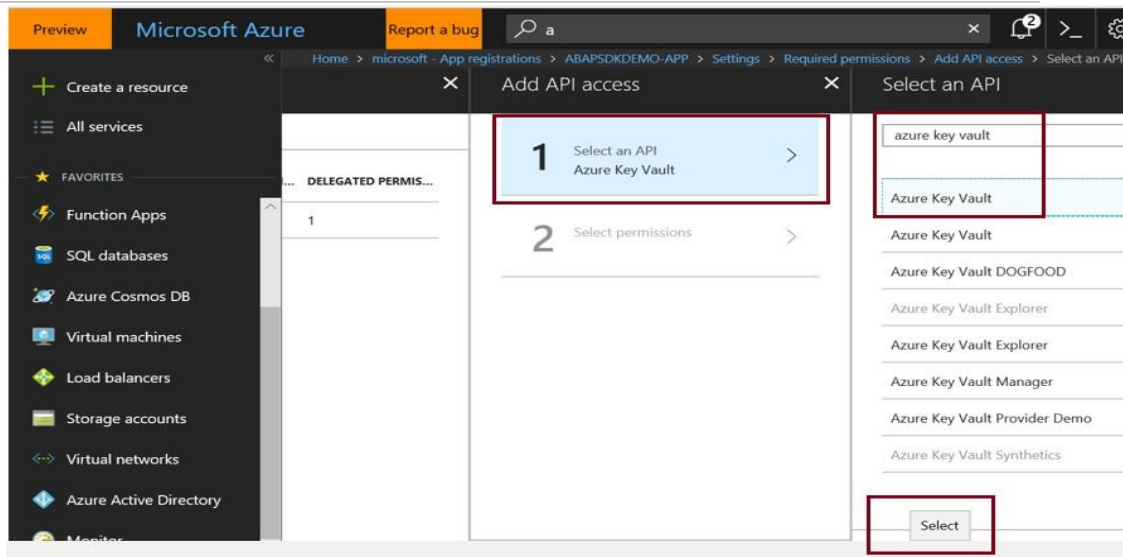 Preview
Microsoft Azure
Report a bug
a
2
Home > microsoft - App registrations > ABAPSDKDEMO-APP > Settings > Required permissions > Add API access > Select an API
Create a resource
All services
FAVORITES
Function Apps
SQL databases
Azure Cosmos DB
Virtual machines
Load balancers
Storage accounts
Virtual networks
Azure Active Directory
Monitor
... DELEGATED PERMIS...
1
Add API access
1
Select an API
Azure Key Vault
2
Select permissions
Select an API
azure key vault
Azure Key Vault
Azure Key Vault
Azure Key Vault DOGFOOD
Azure Key Vault Explorer
Azure Key Vault Explorer
Azure Key Vault Manager
Azure Key Vault Provider Demo
Azure Key Vault Synthetics
Select